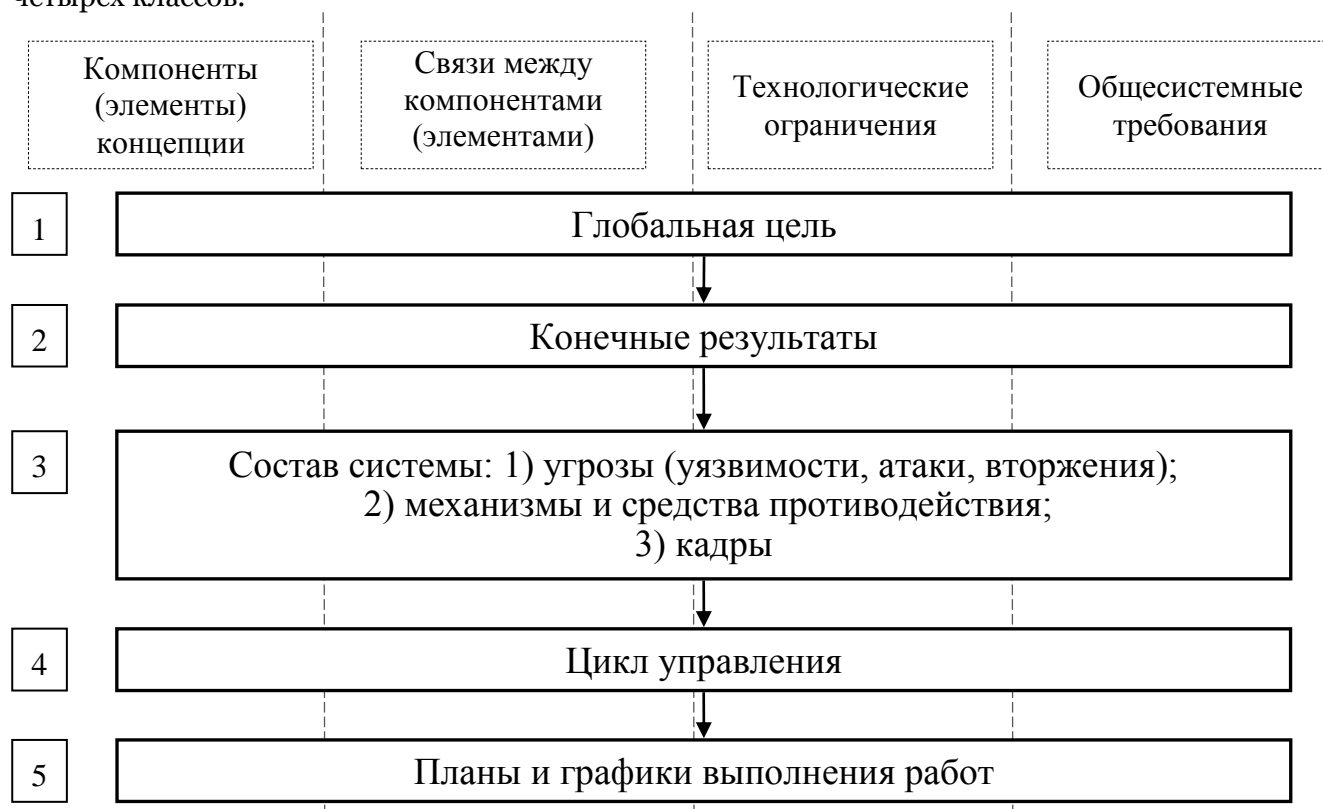 четырех классов.
Компоненты
(элементы)
концепции
Связи между
компонентами
(элементами)
Технологические
ограничения
Общесистемные
требования
1
Глобальная цель
2
Конечные результаты
3
Состав системы: 1) угрозы (уязвимости, атаки, вторжения);
2) механизмы и средства противодействия;
3) кадры
4
Цикл управления
5
Планы и графики выполнения работ